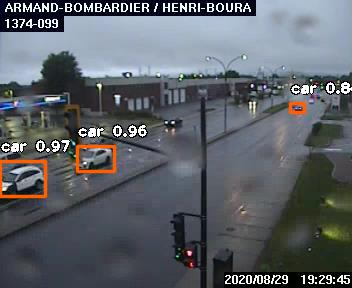 ARMAND-BOMBARDIER / HENRI-BOURA
1374-099
car 0.84
car 0.96
car 0.97
2020/08/29 19:29:45